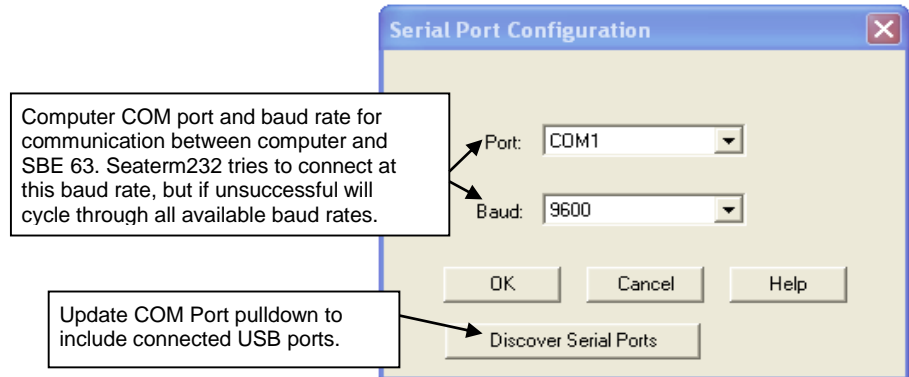 Serial Port Configuration
Computer COM port and baud rate for
communication between computer and
SBE 63. Seaterm232 tries to connect at
this baud rate, but if unsuccessful will
cycle through all available baud rates.
Port: COM1
Baud: 9600
OK Cancel Help
Update COM Port pulldown to
include connected USB ports.
Discover Serial Ports